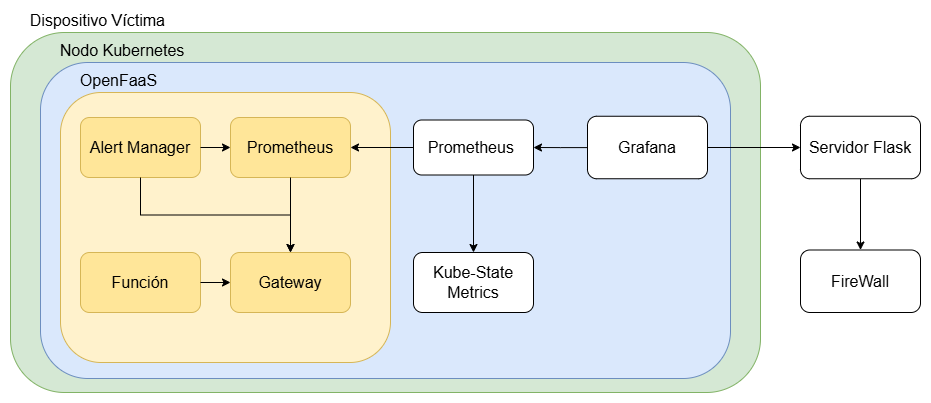 Dispositivo Víctima
Nodo Kubernetes
OpenFaaS
Alert Manager
Prometheus
Prometheus
Grafana
Servidor Flask
Función
Gateway
Kube-State
Metrics
FireWall